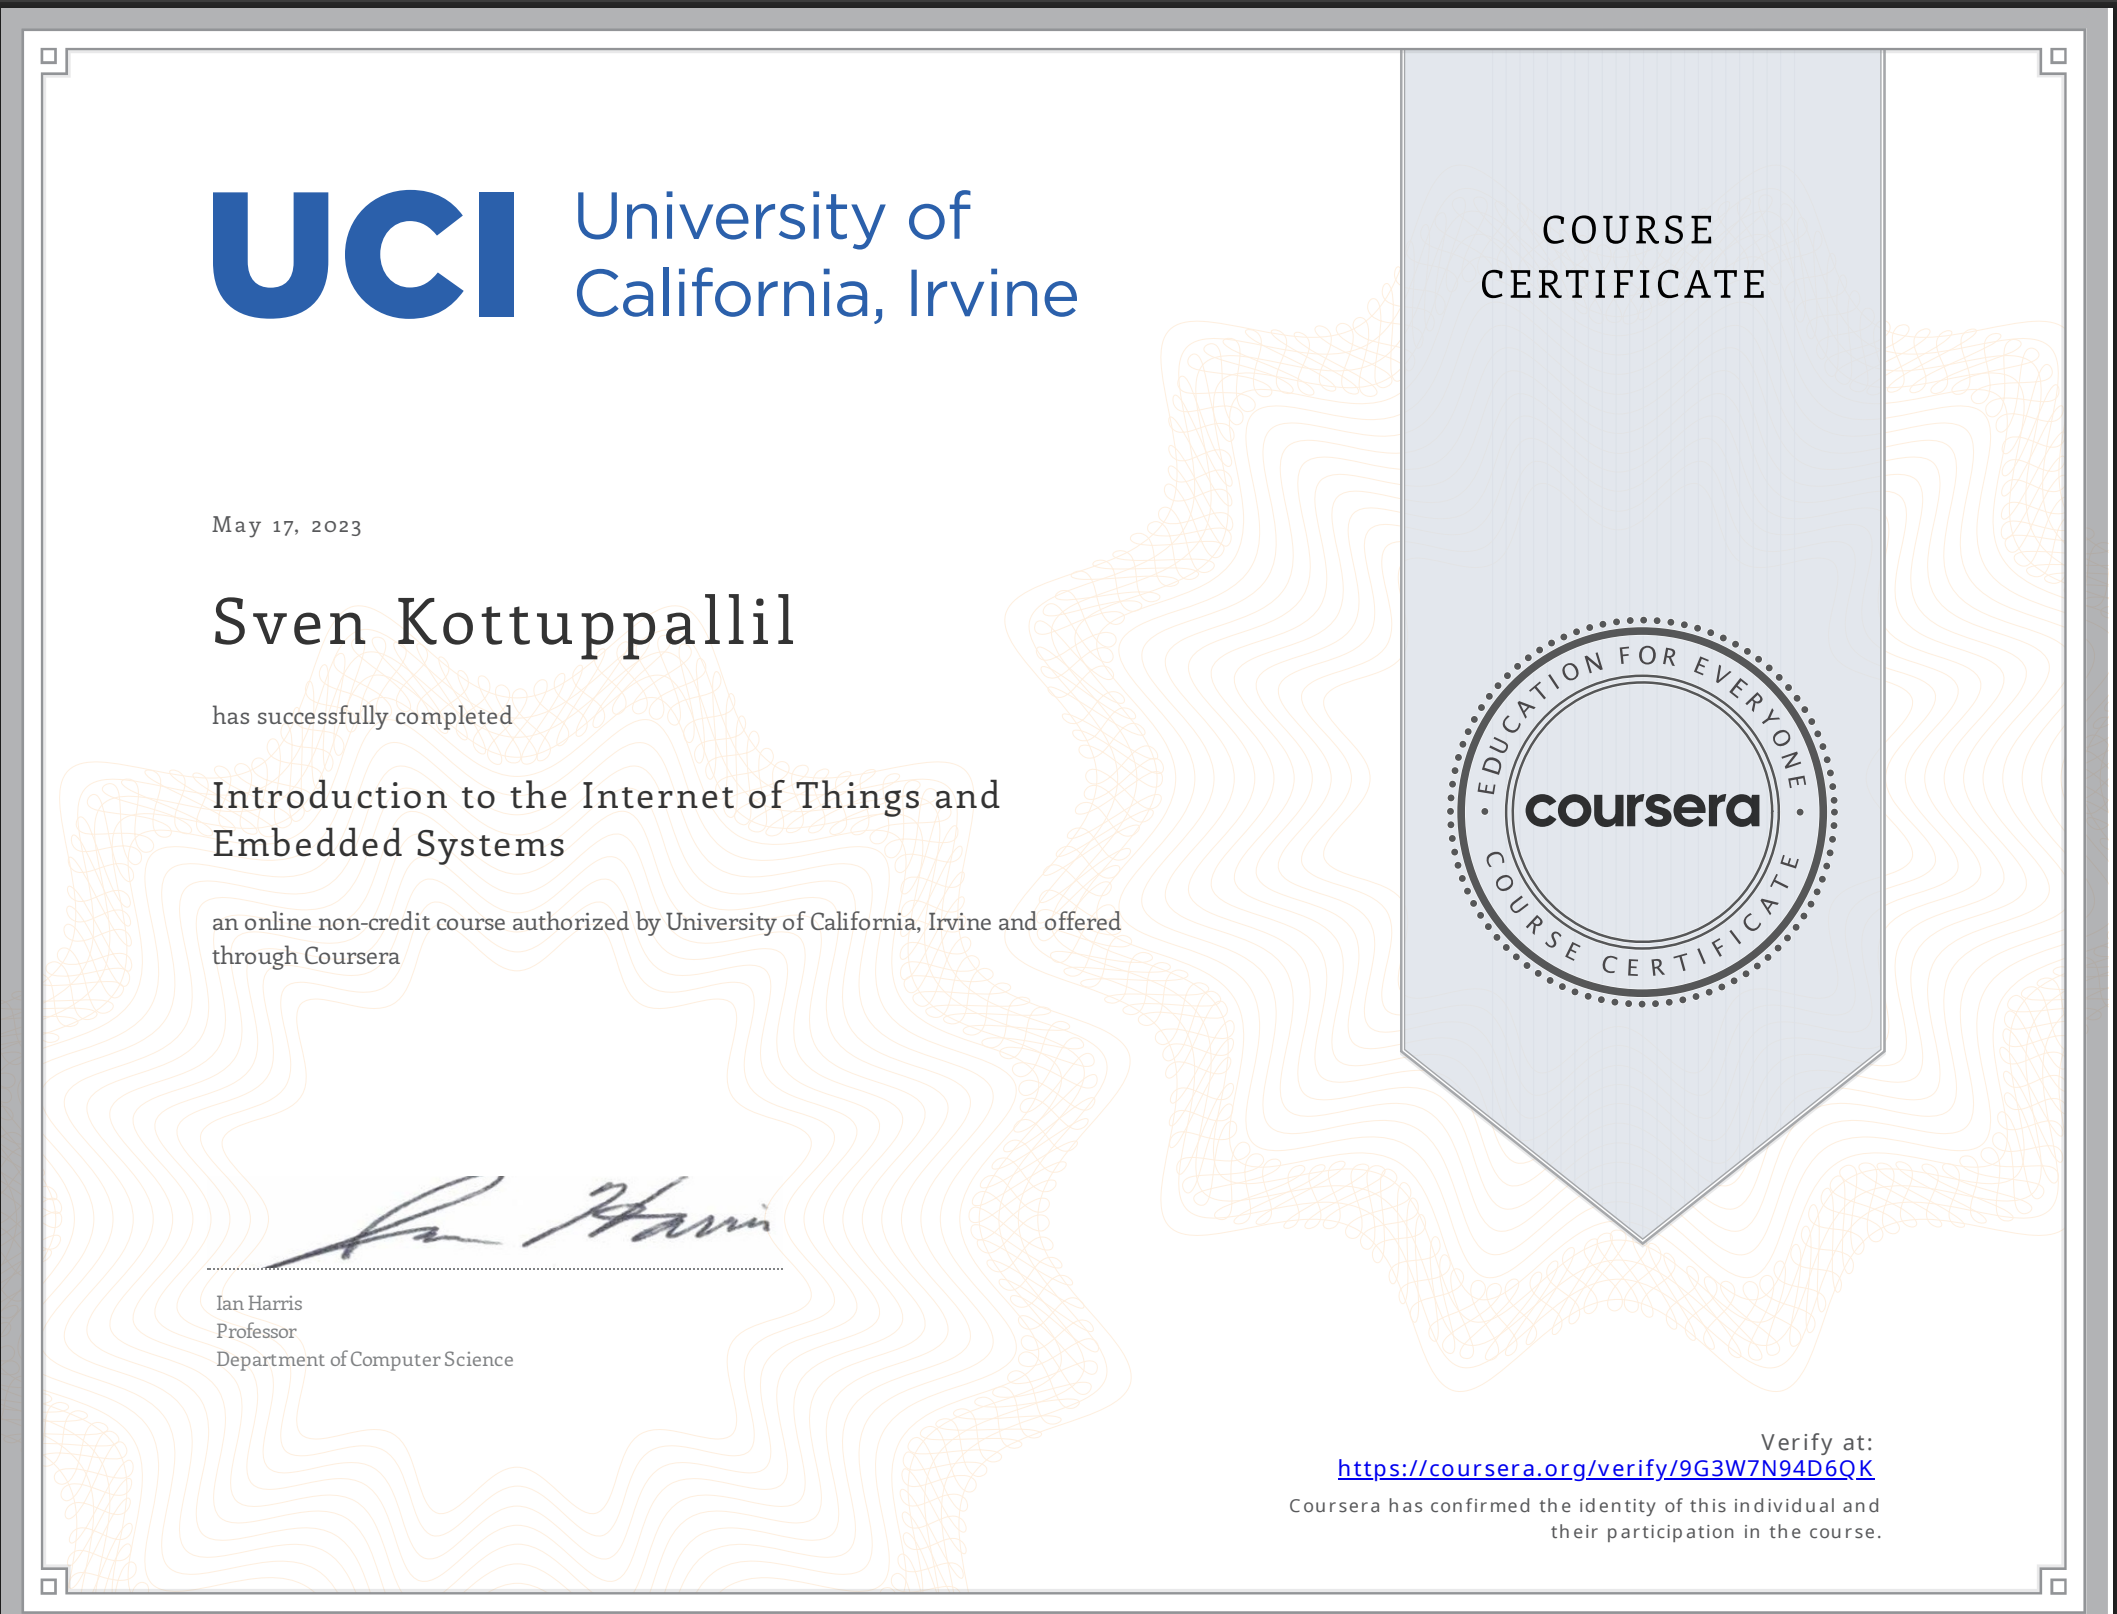 UCI University of
California, Irvine
COURSE
CERTIFICATE
May 17, 2023
Sven Kottuppallil
has successfully completed
Introduction to the Internet of Things and
Embedded Systems
an online non-credit course authorized by University of California, Irvine and offered
through Coursera
EDUCATION FOR EVERYONE
coursera
COURSE CERTIFICATE
Ian Harris
Ian Harris
Professor
Department of Computer Science
Verify at:
https://coursera.org/verify/9G3W7N94D6QK
Coursera has confirmed the identity of this individual and
their participation in the course.